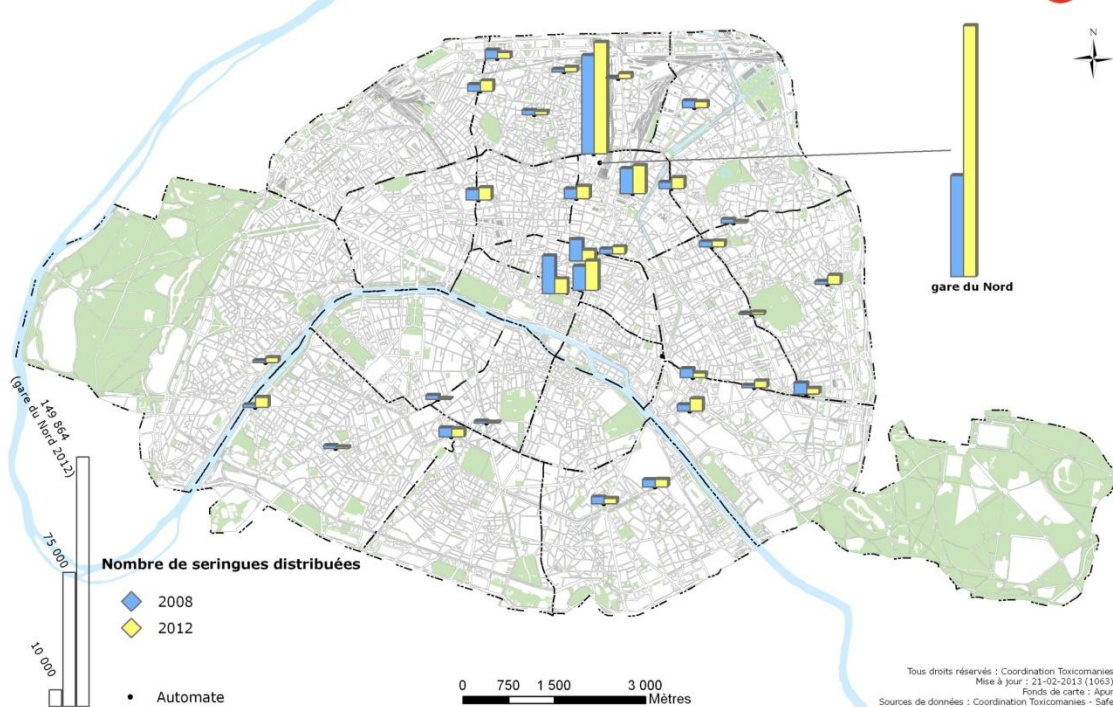 N
gare du Nord
149 864
(gare du Nord 2012)
75 000
10 000
Nombre de seringues distribuées
2008
2012
Automate
0 750 1 500 3 000
Mètres
Tous droits réservés : Coordination Toxicomanies
Mise à jour : 21-02-2013 (1063)
Fonds de carte : Apur
Sources de données : Coordination Toxicomanies - Safe